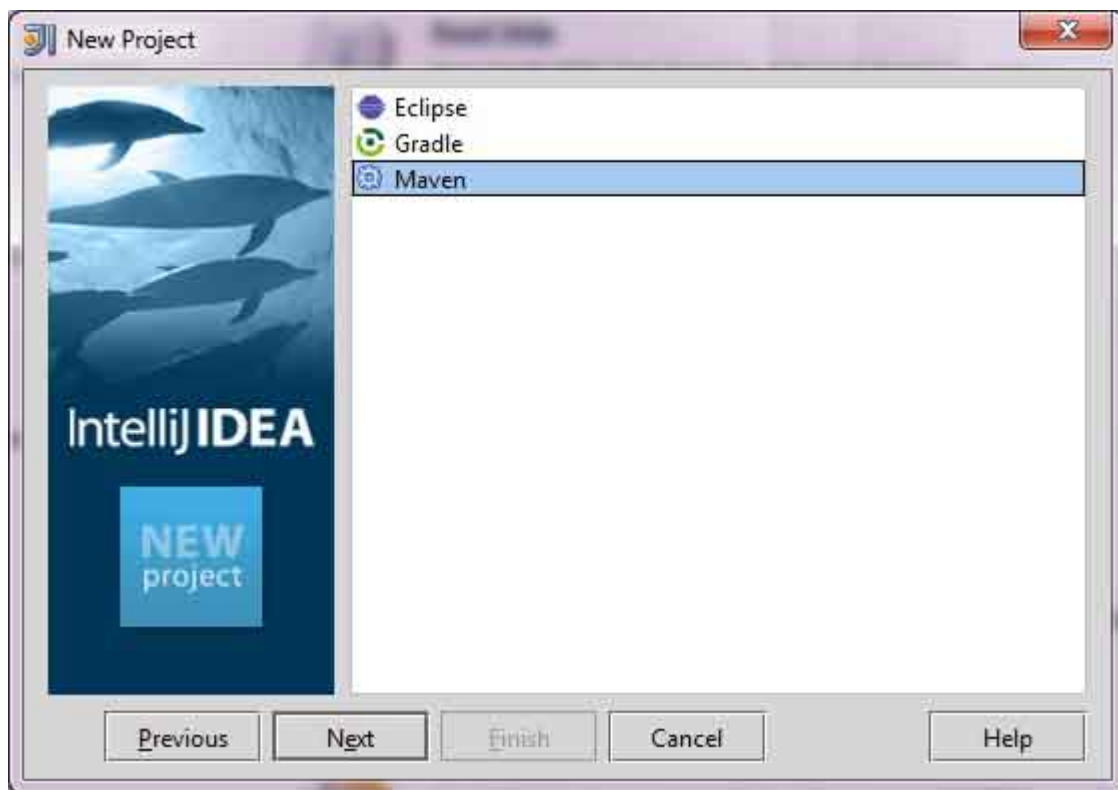 New Project
Eclipse
Gradle
Maven
IntelliJ IDEA
NEW
project
Previous
Next
Finish
Cancel
Help